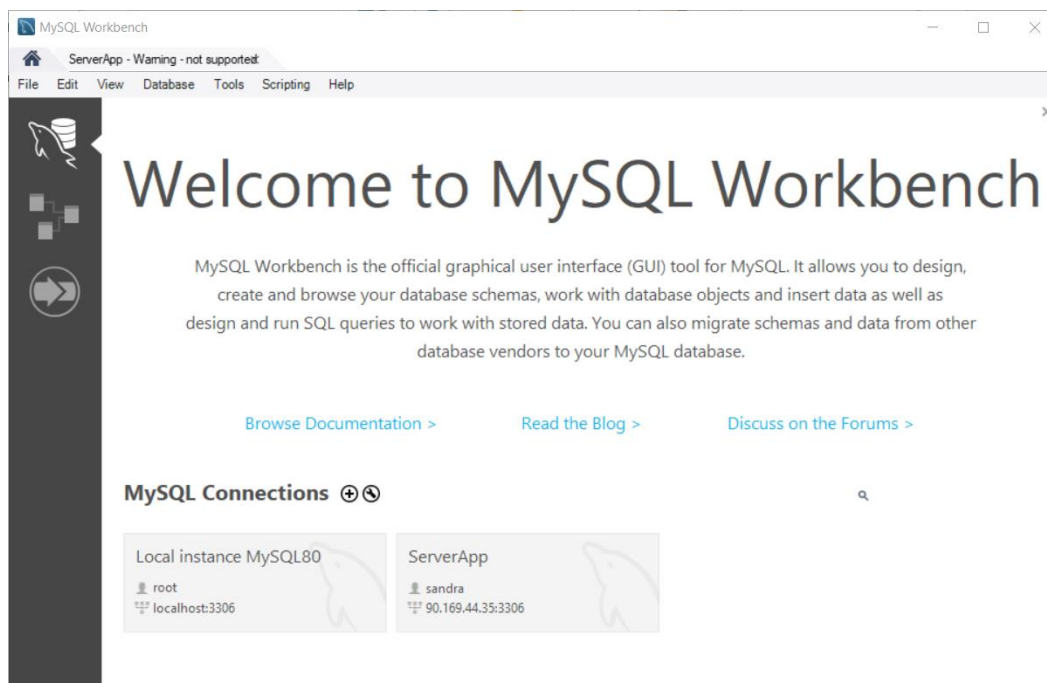 MySQL Workbench
ServerApp - Warning - not supported
File Edit View Database Tools Scripting Help
Welcome to MySQL Workbench
MySQL Workbench is the official graphical user interface (GUI) tool for MySQL. It allows you to design,
create and browse your database schemas, work with database objects and insert data as well as
design and run SQL queries to work with stored data. You can also migrate schemas and data from other
database vendors to your MySQL database.
Browse Documentation > Read the Blog > Discuss on the Forums >
MySQL Connections
Local instance MySQL80
root
localhost:3306
ServerApp
sandra
90.169.44.35:3306